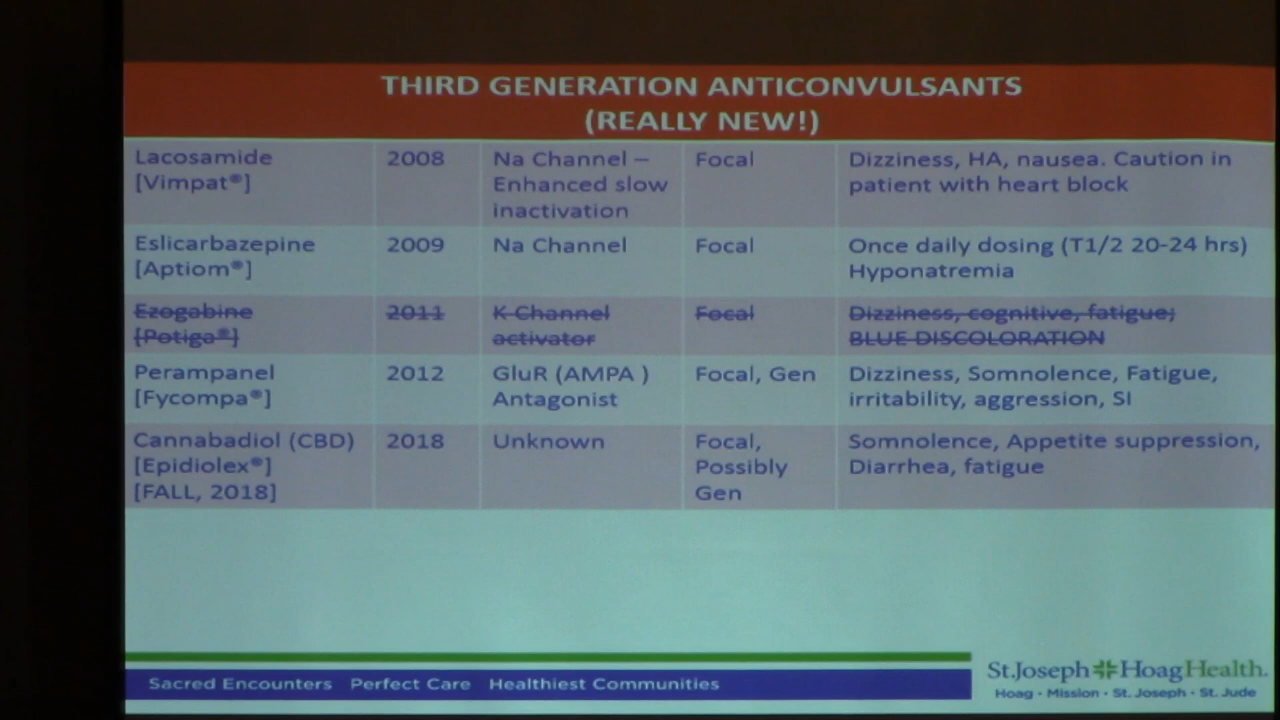 THIRD GENERATION ANTICONVULSANTS
(REALLY NEW!)
Lacosamide
[Vimpat®]
2008
Na Channel –
Enhanced slow
inactivation
Focal
Dizziness, HA, nausea. Caution in
patient with heart block
Eslicarbazepine
[Aptiom®]
2009
Na Channel
Focal
Once daily dosing (T1/2 20-24 hrs)
Hyponatremia
Ezogabine
[Potiga®]
2011
K Channel
activator
Focal
Dizziness, cognitive, fatigue;
BLUE DISCOLORATION
Perampanel
[Fycompa®]
2012
GluR (AMPA )
Antagonist
Focal, Gen
Dizziness, Somnolence, Fatigue,
irritability, aggression, SI
Cannabadiol (CBD)
[Epidiolex®]
[FALL, 2018]
2018
Unknown
Focal,
Possibly
Gen
Somnolence, Appetite suppression,
Diarrhea, fatigue
Sacred Encounters Perfect Care Healthiest Communities
St.Joseph HoagHealth.
Hoag · Mission · St. Joseph · St. Jude